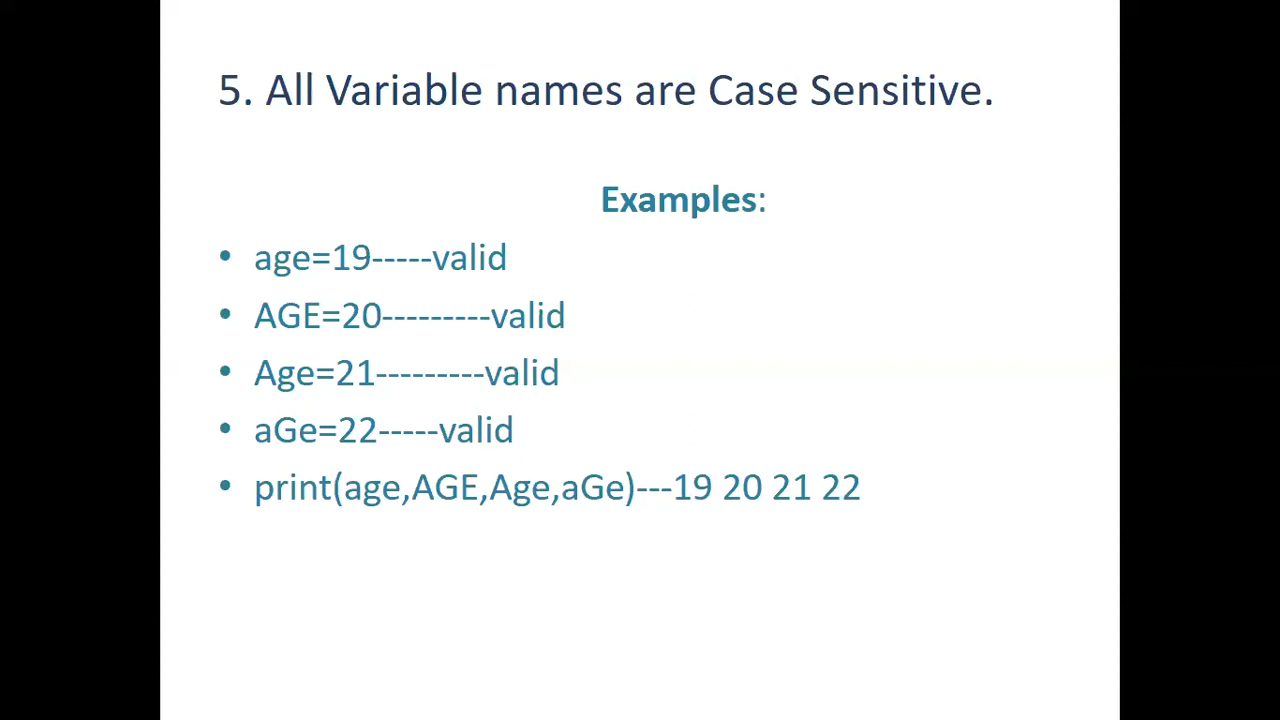 5. All Variable names are Case Sensitive.
Examples:
• age=19-----valid
• AGE=20---------valid
• Age=21---------valid
• aGe=22-----valid
• print(age,AGE,Age,aGe)---19 20 21 22